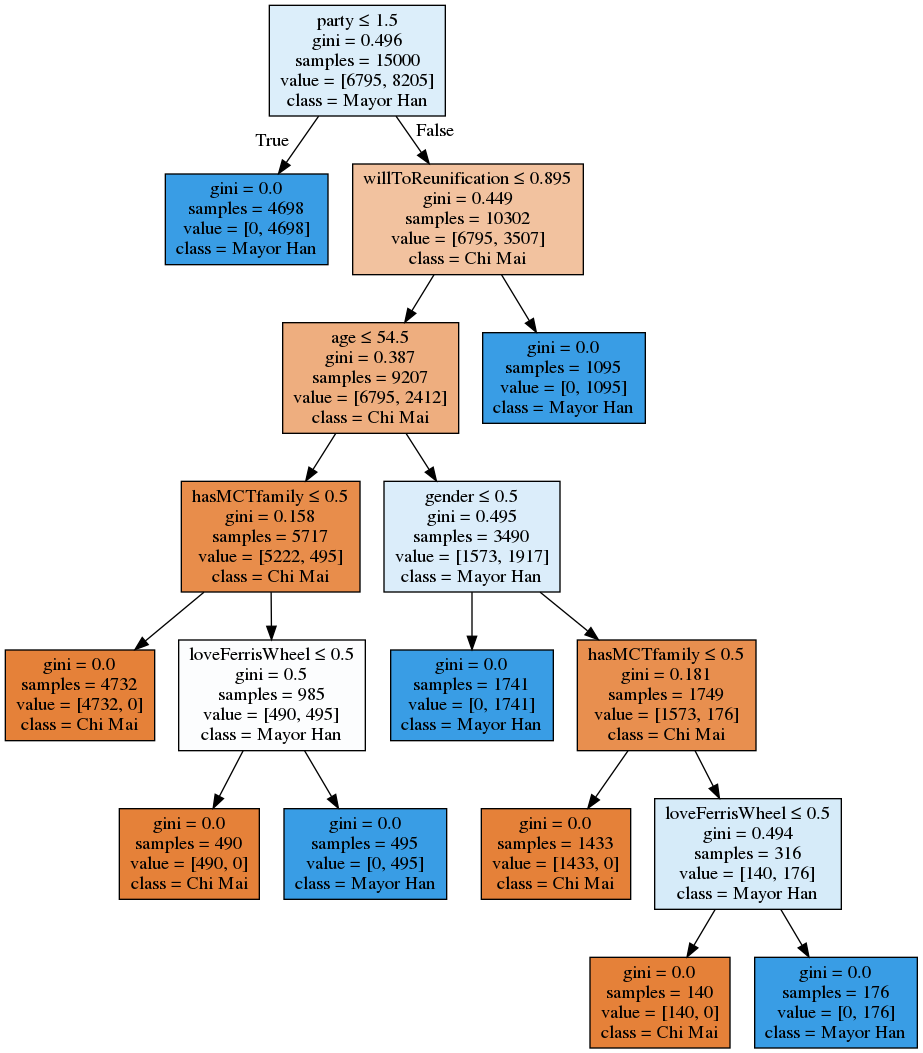 party ≤ 1.5
gini = 0.496
samples = 15000
value = [6795, 8205]
class = Mayor Han
True
False
gini = 0.0
samples = 4698
value = [0, 4698]
class = Mayor Han
willToReunification ≤ 0.895
gini = 0.449
samples = 10302
value = [6795, 3507]
class = Chi Mai
age ≤ 54.5
gini = 0.387
samples = 9207
value = [6795, 2412]
class = Chi Mai
gini = 0.0
samples = 1095
value = [0, 1095]
class = Mayor Han
hasMCTfamily ≤ 0.5
gini = 0.158
samples = 5717
value = [5222, 495]
class = Chi Mai
gender ≤ 0.5
gini = 0.495
samples = 3490
value = [1573, 1917]
class = Mayor Han
gini = 0.0
samples = 4732
value = [4732, 0]
class = Chi Mai
loveFerrisWheel ≤ 0.5
gini = 0.5
samples = 985
value = [490, 495]
class = Mayor Han
gini = 0.0
samples = 1741
value = [0, 1741]
class = Mayor Han
hasMCTfamily ≤ 0.5
gini = 0.181
samples = 1749
value = [1573, 176]
class = Chi Mai
gini = 0.0
samples = 490
value = [490, 0]
class = Chi Mai
gini = 0.0
samples = 495
value = [0, 495]
class = Mayor Han
gini = 0.0
samples = 1433
value = [1433, 0]
class = Chi Mai
loveFerrisWheel ≤ 0.5
gini = 0.494
samples = 316
value = [140, 176]
class = Mayor Han
gini = 0.0
samples = 140
value = [140, 0]
class = Chi Mai
gini = 0.0
samples = 176
value = [0, 176]
class = Mayor Han